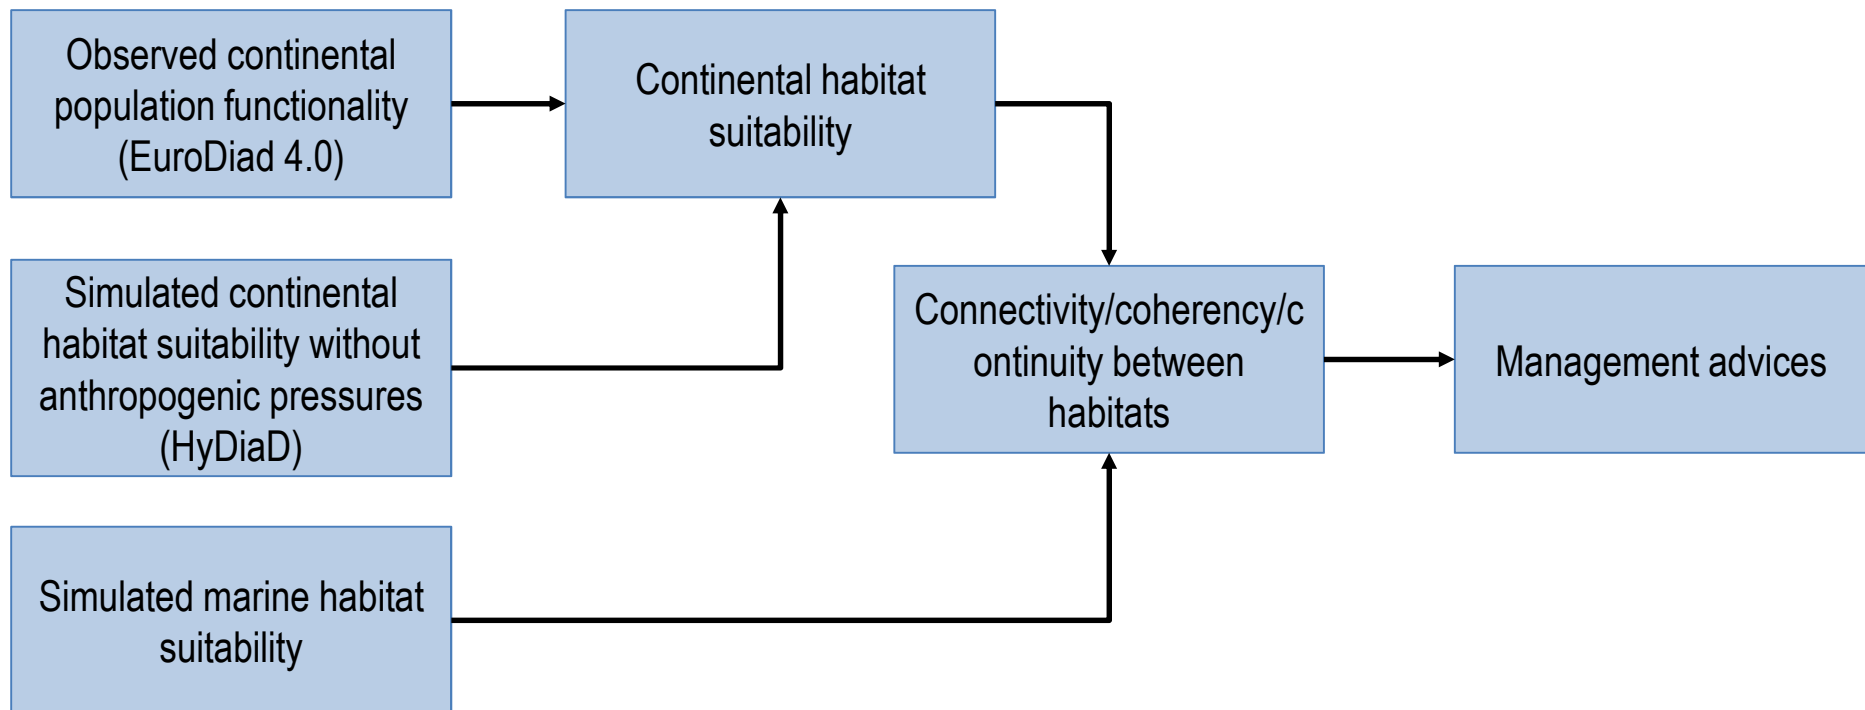 Observed continental
population functionality
(EuroDiad 4.0)
Continental habitat
suitability
Simulated continental
habitat suitability without
anthropogenic pressures
(HyDiaD)
Connectivity/coherency/c
ontinuity between
habitats
Management advices
Simulated marine habitat
suitability